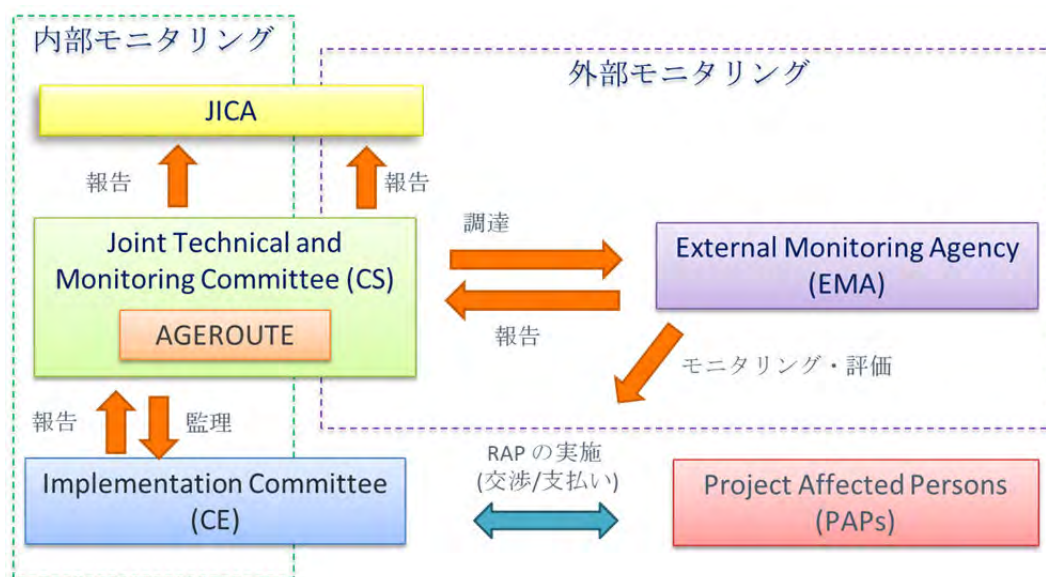 内部モニタリング
外部モニタリング
JICA
報告
報告
Joint Technical and
Monitoring Committee (CS)
AGEROUTE
調達
報告
External Monitoring Agency
(EMA)
モニタリング・評価
報告
監理
Implementation Committee
(CE)
RAP の実施
(交渉/支払い)
Project Affected Persons
(PAPs)